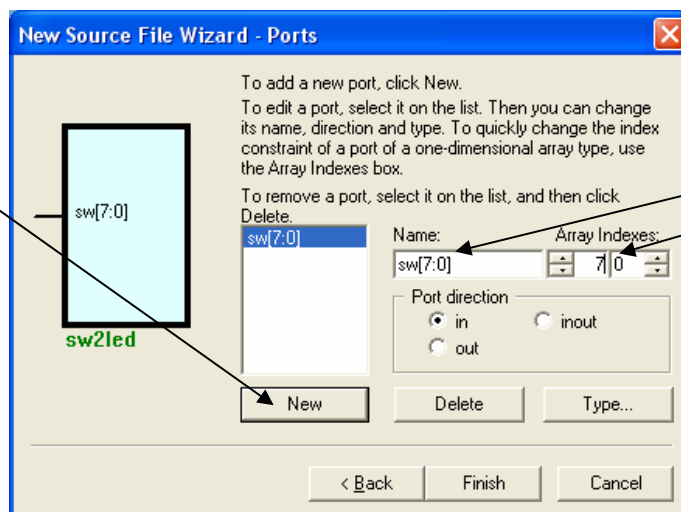 New Source File Wizard - Ports
To add a new port, click New.
To edit a port, select it on the list. Then you can change
its name, direction and type. To quickly change the index
constraint of a port of a one-dimensional array type, use
the Array Indexes box.
To remove a port, select it on the list, and then click
Delete.
sw[7:0]
sw2led
sw[7:0]
Name:
Array Indexes:
sw[7:0]
7 0
Port direction
in
inout
out
New
Delete
Type...
< Back
Finish
Cancel